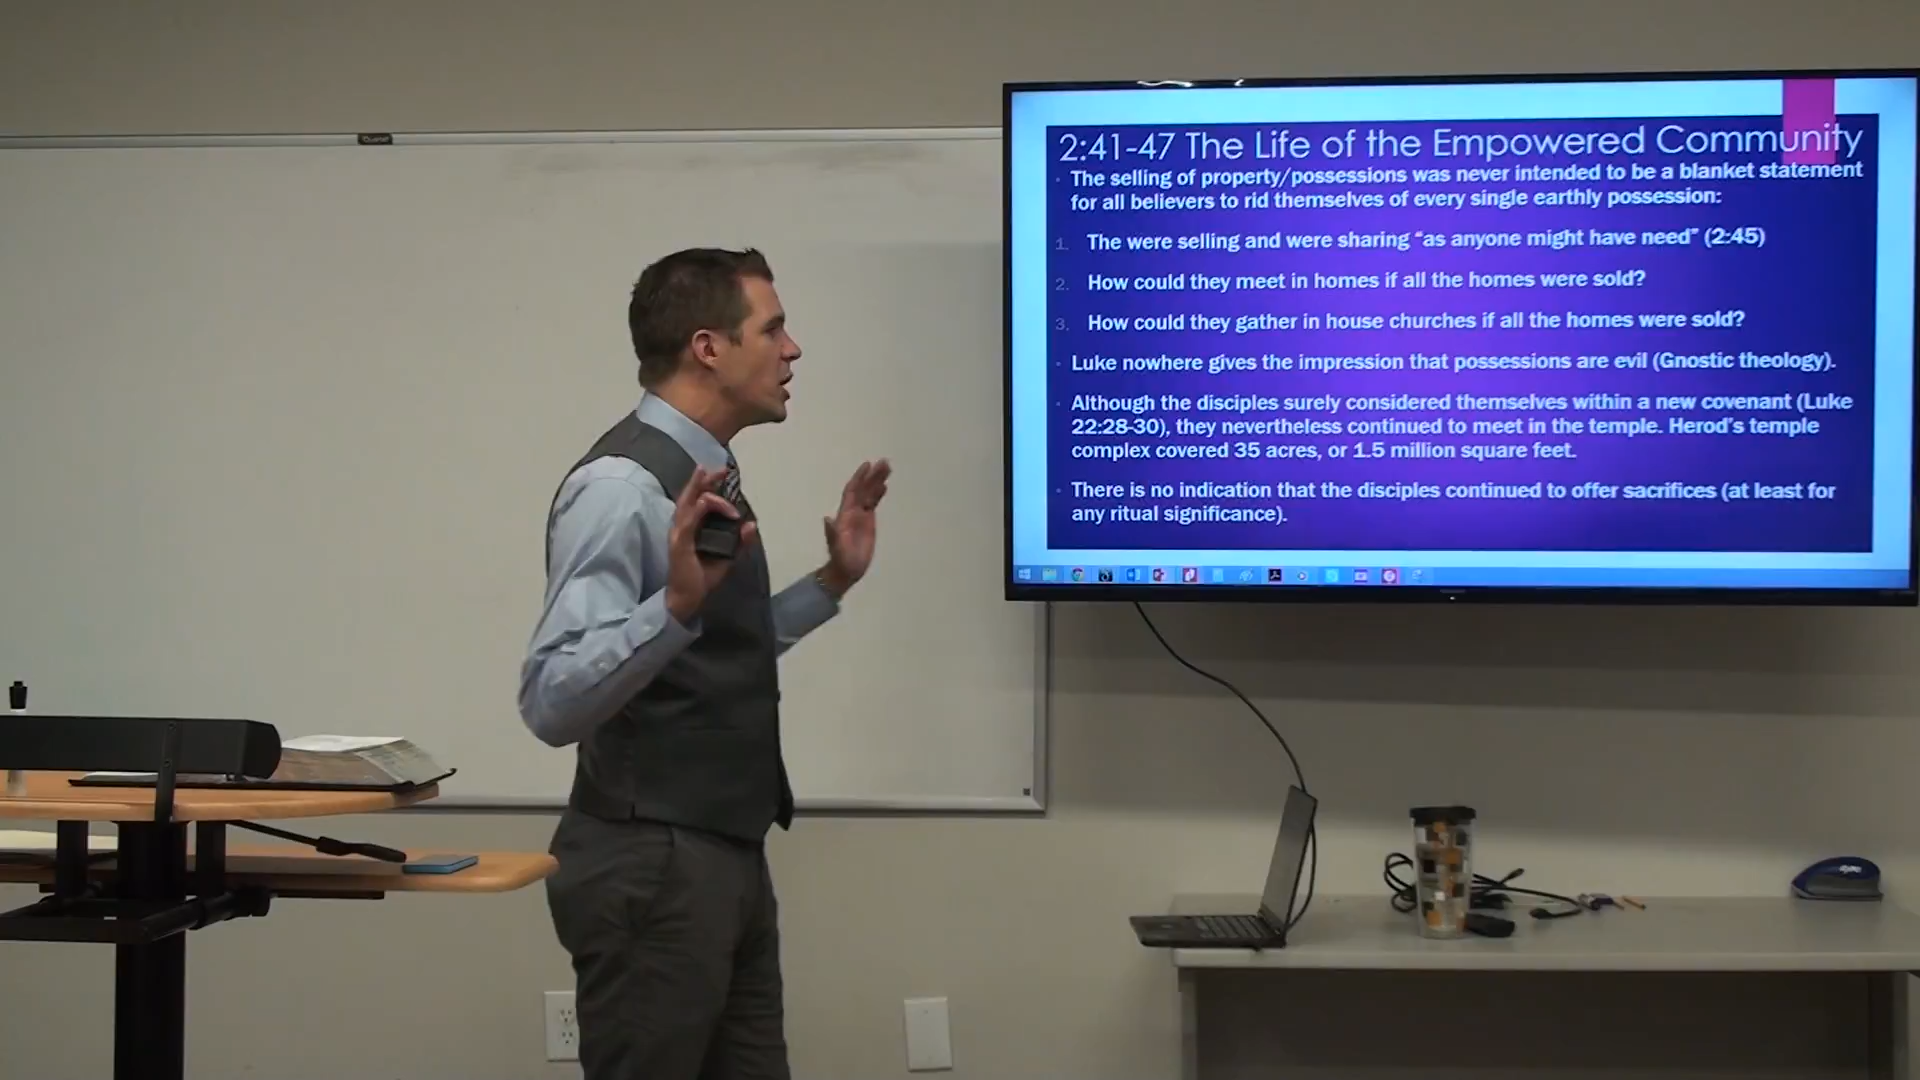 2:41-47 The Life of the Empowered Community
The selling of property/possessions was never intended to be a blanket statement
for all believers to rid themselves of every single earthly possession:
1. The were selling and were sharing “as anyone might have need” (2:45)
2. How could they meet in homes if all the homes were sold?
3. How could they gather in house churches if all the homes were sold?
Luke nowhere gives the impression that possessions are evil (Gnostic theology).
Although the disciples surely considered themselves within a new covenant (Luke
22:28-30), they nevertheless continued to meet in the temple. Herod’s temple
complex covered 35 acres, or 1.5 million square feet.
There is no indication that the disciples continued to offer sacrifices (at least for
any ritual significance).